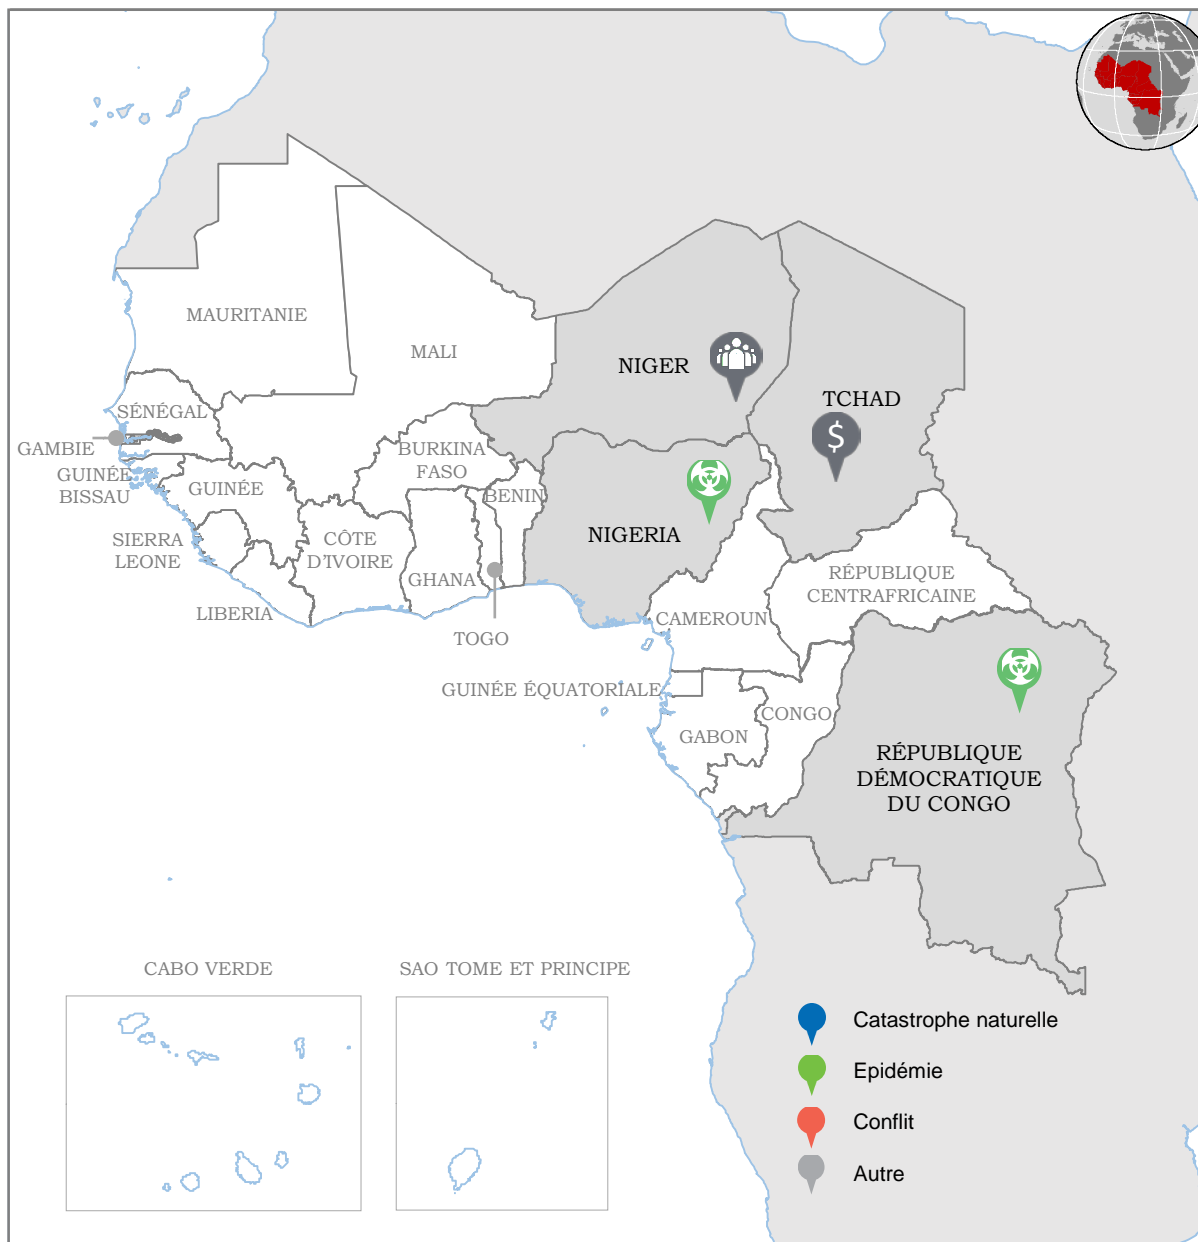 MAURITANIE
MALI
NIGER
TCHAD
SÉNÉGAL
GAMBIE
GUINÉE
BISSAU
GUINÉE
BURKINA
FASO
BENIN
NIGERIA
SIERRA
LEONE
CÔTE
D'IVOIRE
GHANA
LIBERIA
TOGO
CAMEROUN
RÉPUBLIQUE
CENTRAFRICAINE
GUINÉE ÉQUATORIALE
GABON
CONGO
RÉPUBLIQUE
DÉMOCRATIQUE
DU CONGO
$
CABO VERDE
SAO TOME ET PRINCIPE
Catastrophe naturelle
Epidémie
Conflit
Autre